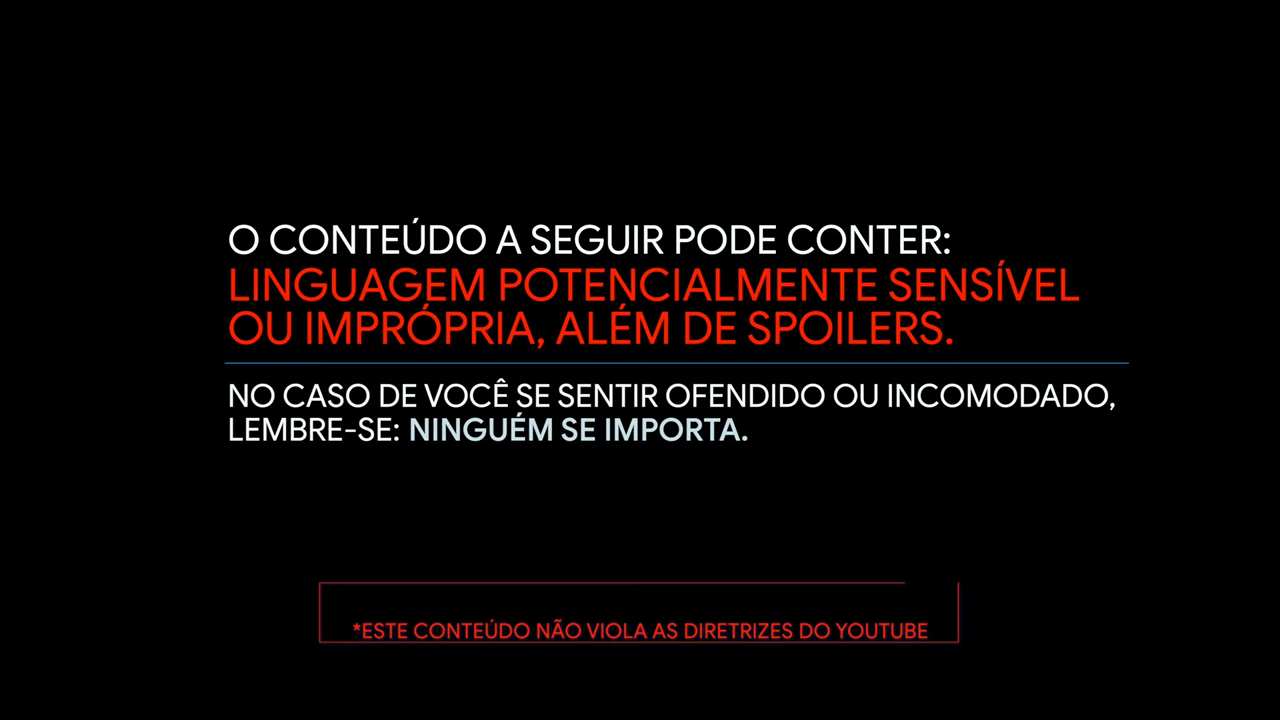 O CONTEÚDO A SEGUIR PODE CONTER:
LINGUAGEM POTENCIALMENTE SENSÍVEL
OU IMPRÓPRIA, ALÉM DE SPOILERS.
NO CASO DE VOCÊ SE SENTIR OFENDIDO OU INCOMODADO,
LEMBRE-SE: NINGUÉM SE IMPORTA.
*ESTE CONTEÚDO NÃO VIOLA AS DIRETRIZES DO YOUTUBE